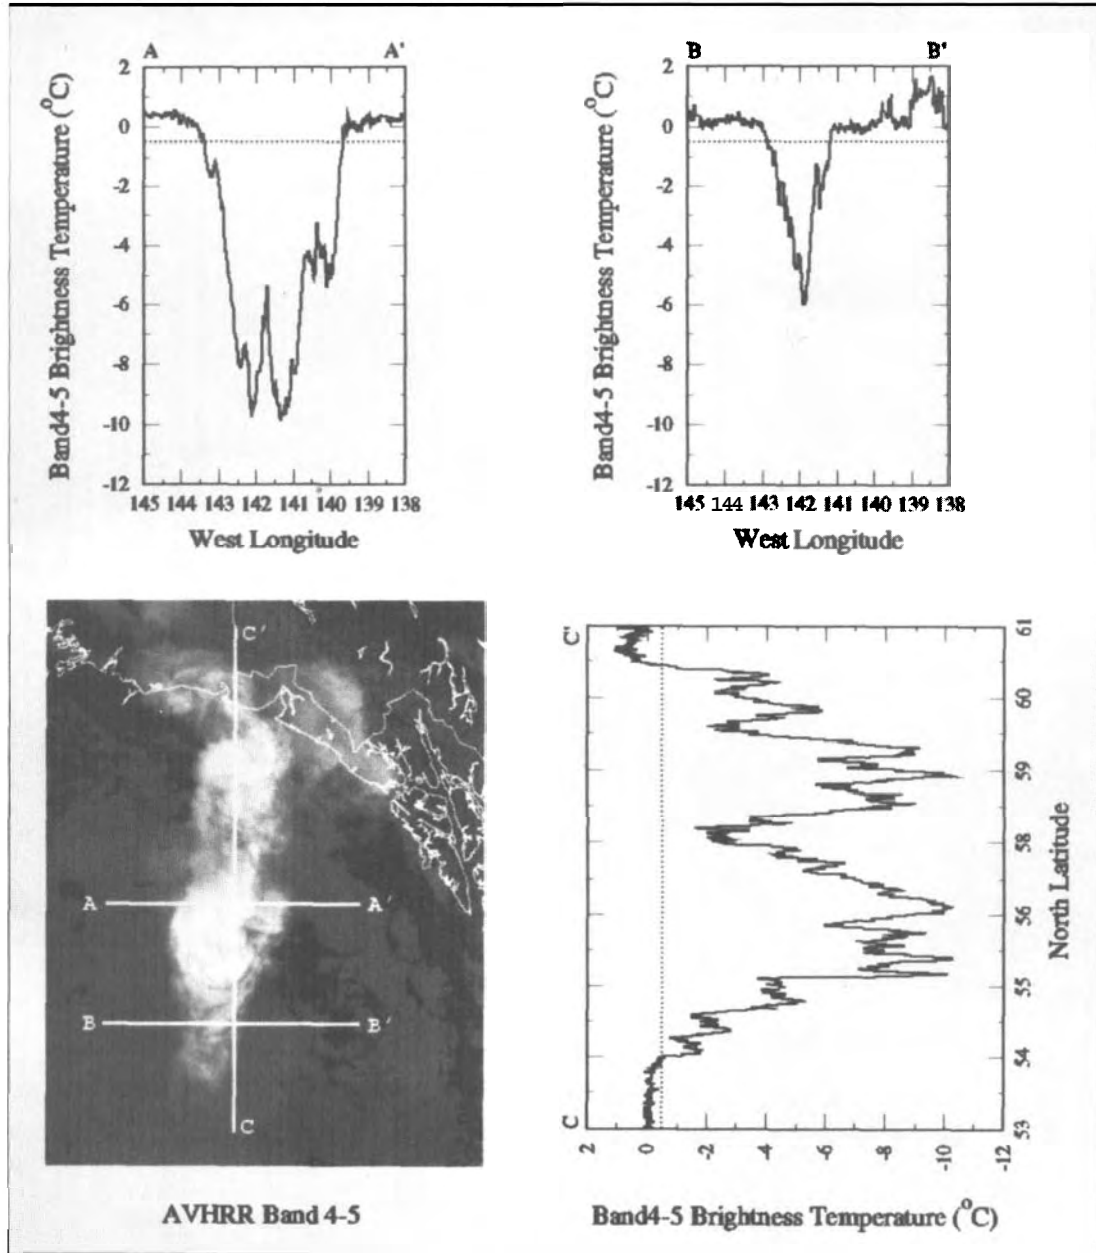 A A'
2
0
-2
-4
-6
-8
-10
-12
145 144 143 142 141 140 139 138
Band4-5 Brightness Temperature (°C)
West Longitude
B B'
2
0
-2
-4
-6
-8
-10
-12
145 144 143 142 141 140 139 138
Band4-5 Brightness Temperature (°C)
West Longitude
C'
A A'
B B'
C
AVHRR Band 4-5
C' 61
60
59
58
57
56
55
54
C 53
North Latitude
2 0 -2 -4 -6 -8 -10 -12
Band4-5 Brightness Temperature (°C)